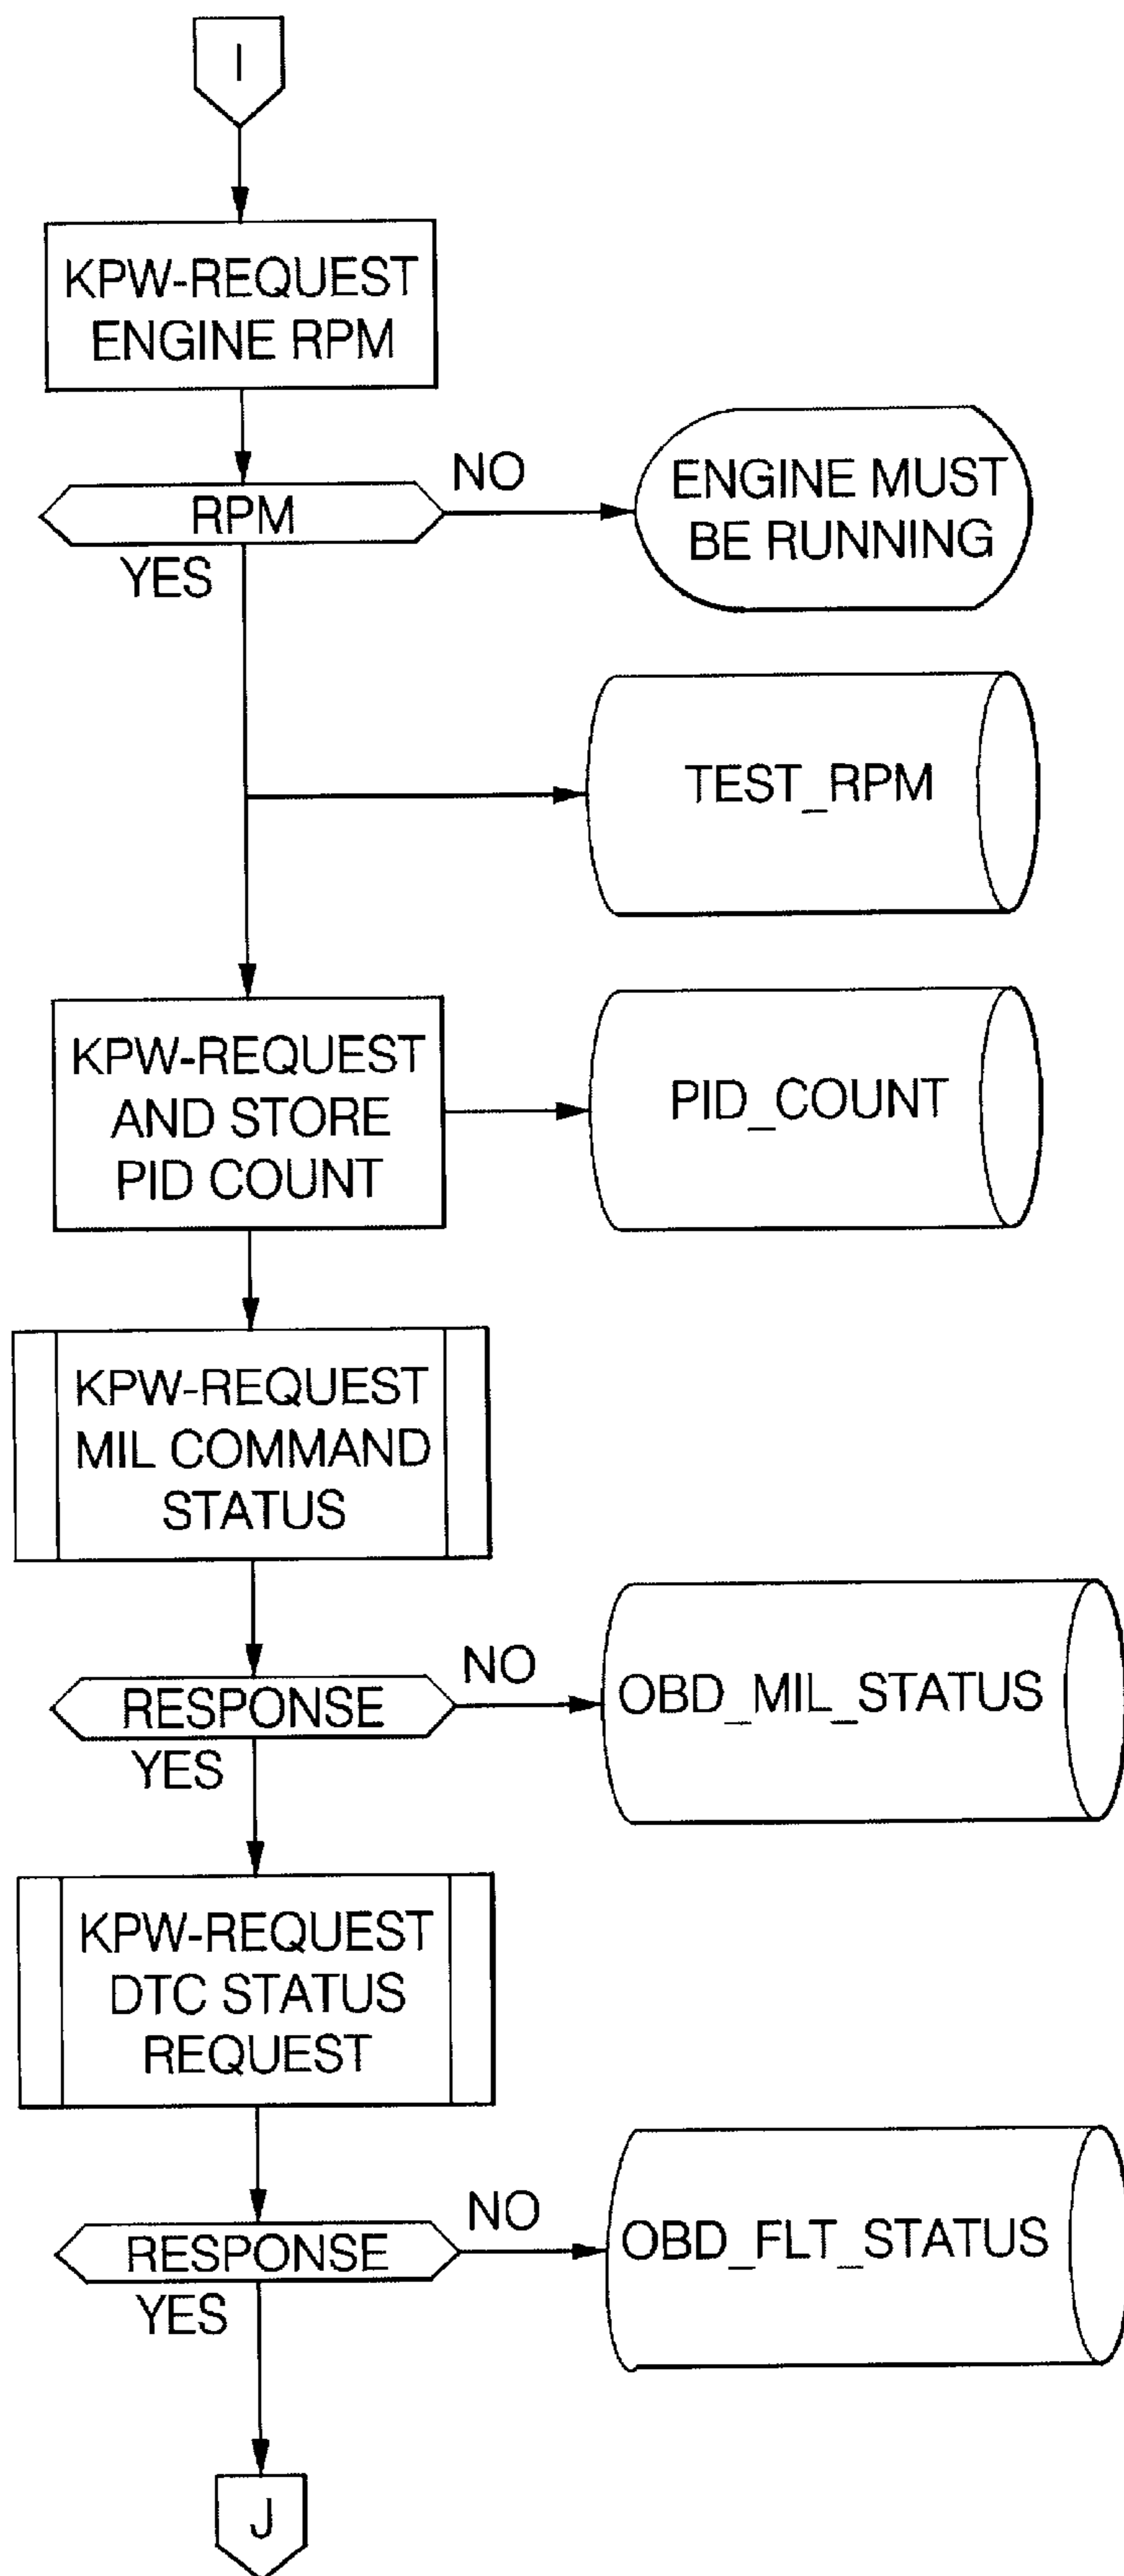 I
KPW-REQUEST
ENGINE RPM
RPM
NO
YES
ENGINE MUST
BE RUNNING
TEST_RPM
KPW-REQUEST
AND STORE
PID COUNT
PID_COUNT
KPW-REQUEST
MIL COMMAND
STATUS
RESPONSE
NO
YES
OBD_MIL_STATUS
KPW-REQUEST
DTC STATUS
REQUEST
RESPONSE
NO
YES
OBD_FLT_STATUS
J